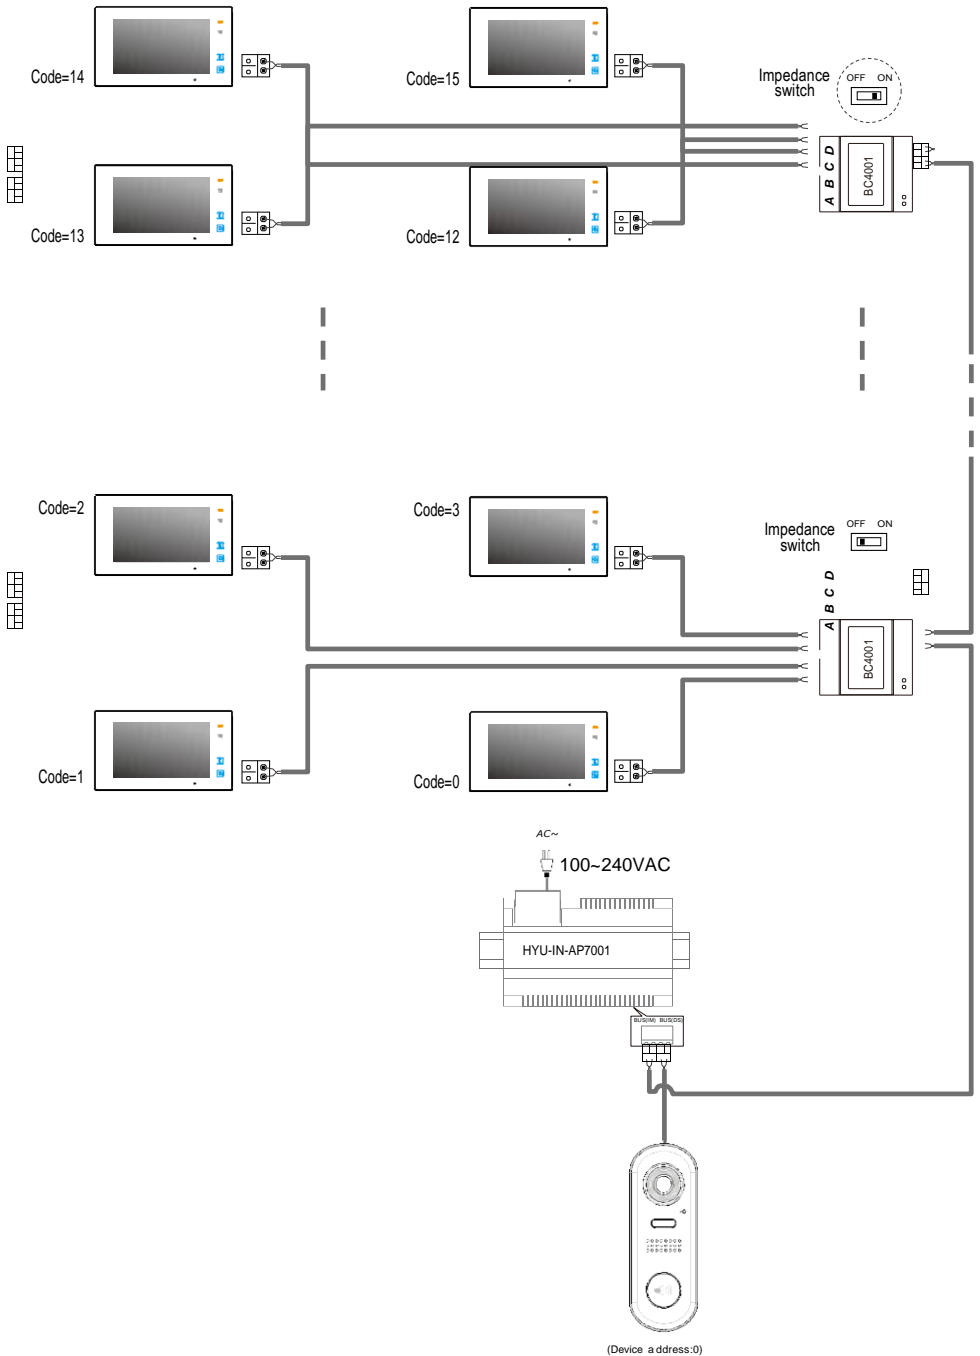 Code=14
Code=15
Impedance
switch
OFF ON
A B C D
BC4001
Code=13
Code=12
Code=2
Code=3
Impedance
switch
OFF ON
A B C D
BC4001
Code=1
Code=0
AC~
100~240VAC
HYU-IN-AP7001
BUS(IM) BUS(DS)
(Device a ddress:0)